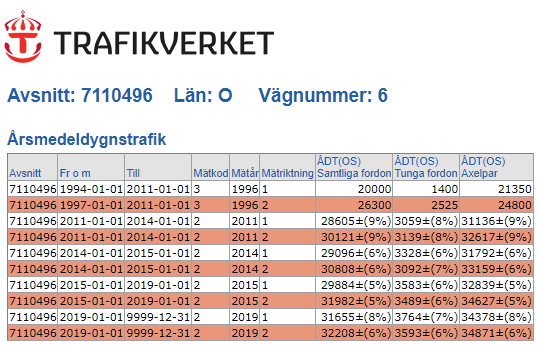 TRAFIKVERKET
Avsnitt: 7110496 Län: O Vägnummer: 6
Årsmedeldygnstrafik
Avsnitt Fr o m Till Mätkod Mätår Mätriktning ÅDT(OS) Samtliga fordon ÅDT(OS) Tunga fordon ÅDT(OS) Axelpar
7110496 1994-01-01 2011-01-01 3 1996 1 20000 1400 21350
7110496 1997-01-01 2011-01-01 3 1996 2 26300 2525 24800
7110496 2011-01-01 2014-01-01 2 2011 1 28605±(9%) 3059±(8%) 31136±(9%)
7110496 2011-01-01 2014-01-01 2 2011 2 30121±(9%) 3139±(8%) 32617±(9%)
7110496 2014-01-01 2015-01-01 2 2014 1 29096±(6%) 3328±(6%) 31792±(6%)
7110496 2014-01-01 2015-01-01 2 2014 2 30808±(6%) 3092±(7%) 33159±(6%)
7110496 2015-01-01 2019-01-01 2 2015 1 29884±(5%) 3583±(6%) 32839±(5%)
7110496 2015-01-01 2019-01-01 2 2015 2 31982±(5%) 3489±(6%) 34627±(5%)
7110496 2019-01-01 9999-12-31 2 2019 1 31655±(8%) 3764±(7%) 34378±(8%)
7110496 2019-01-01 9999-12-31 2 2019 2 32208±(6%) 3593±(6%) 34871±(6%)